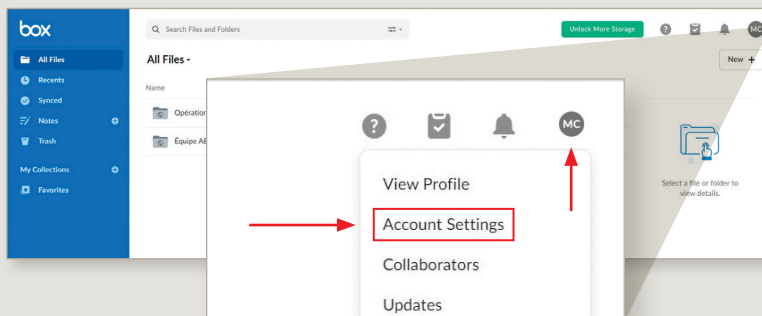 box
Search Files and Folders
Unlock More Storage
MC
All Files
All Files
New +
Recents
Name
Synced
Opération
Notes
Équipe AE
Trash
My Collections
Favorites
Select a file or folder to
view details.
MC
View Profile
Account Settings
Collaborators
Updates